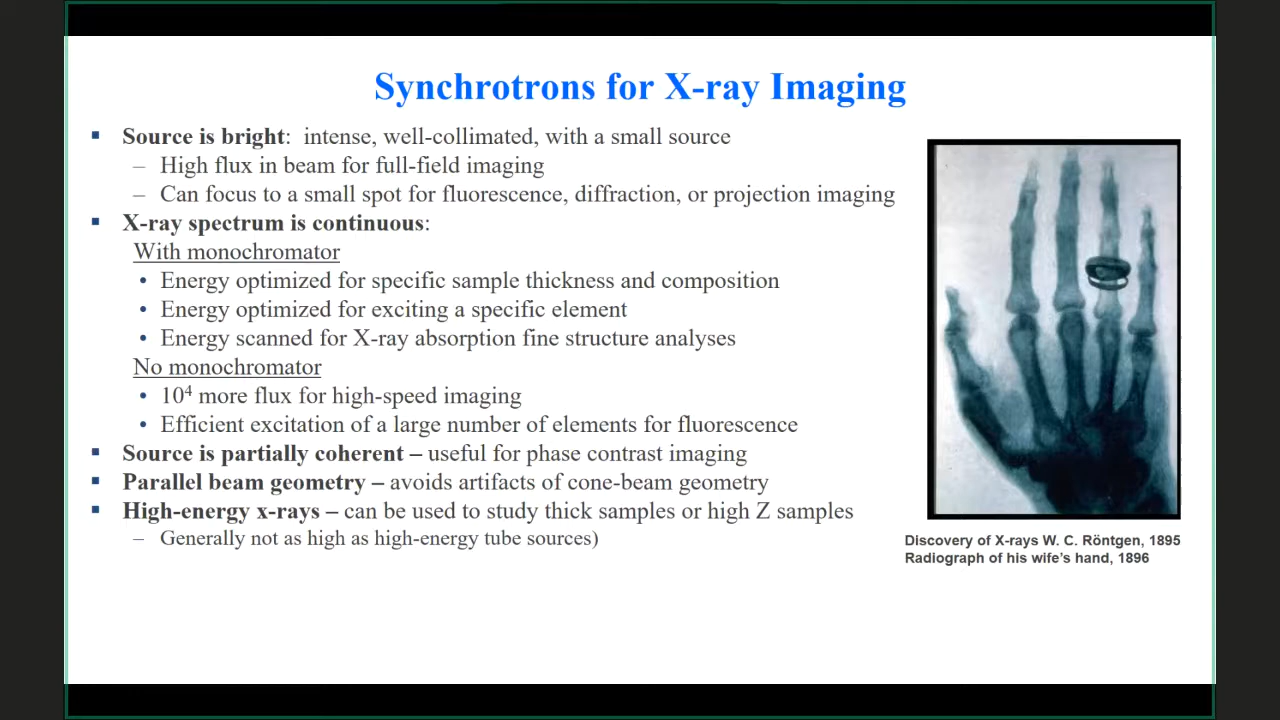 Synchrotrons for X-ray Imaging
▪ Source is bright: intense, well-collimated, with a small source
– High flux in beam for full-field imaging
– Can focus to a small spot for fluorescence, diffraction, or projection imaging
▪ X-ray spectrum is continuous:
With monochromator
• Energy optimized for specific sample thickness and composition
• Energy optimized for exciting a specific element
• Energy scanned for X-ray absorption fine structure analyses
No monochromator
• 10⁴ more flux for high-speed imaging
• Efficient excitation of a large number of elements for fluorescence
▪ Source is partially coherent – useful for phase contrast imaging
▪ Parallel beam geometry – avoids artifacts of cone-beam geometry
▪ High-energy x-rays – can be used to study thick samples or high Z samples
– Generally not as high as high-energy tube sources)
Discovery of X-rays W. C. Röntgen, 1895
Radiograph of his wife's hand, 1896